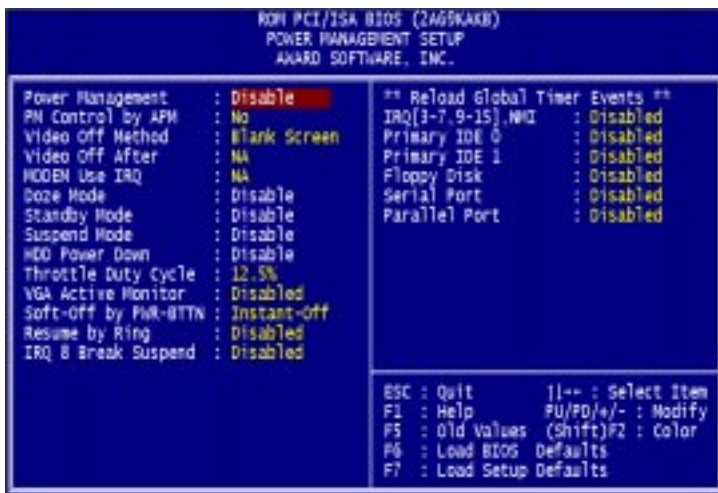 ROM PCI/ISA BIOS (2AG9KAKB)
POWER MANAGEMENT SETUP
AWARD SOFTWARE, INC.
Power Management : Disable
PM Control by APM : No
Video Off Method : Blank Screen
Video Off After : NA
MODEM Use IRQ : NA
Doze Mode : Disable
Standby Mode : Disable
Suspend Mode : Disable
HDD Power Down : Disable
Throttle Duty Cycle : 12.5%
VGA Active Monitor : Disabled
Soft-Off by PWR-BTTN : Instant-Off
Resume by Ring : Disabled
IRQ 8 Break Suspend : Disabled
** Reload Global Timer Events **
IRQ[3-7,9-15],NMI : Disabled
Primary IDE 0 : Disabled
Primary IDE 1 : Disabled
Floppy Disk : Disabled
Serial Port : Disabled
Parallel Port : Disabled
ESC : Quit ↑↓→← : Select Item
F1 : Help PU/PD/+/- : Modify
F5 : Old Values (Shift)F2 : Color
F6 : Load BIOS Defaults
F7 : Load Setup Defaults